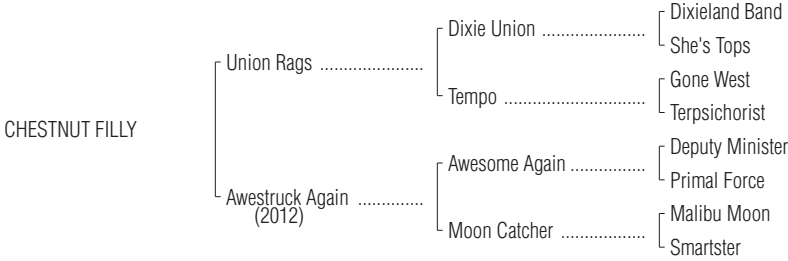 Dixieland Band
Dixie Union ......................
She's Tops
Union Rags ......................
Gone West
Tempo ..............................
Terpsichorist
CHESTNUT FILLY
Deputy Minister
Awesome Again ................
Primal Force
Awestruck Again ..............
(2012)
Malibu Moon
Moon Catcher ..................
Smartster